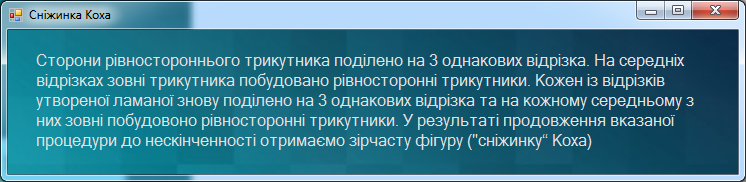 Сніжинка Коха
Сторони рівностороннього трикутника поділено на 3 однакових відрізка. На середніх
відрізках зовні трикутника побудовано рівносторонні трикутники. Кожен із відрізків
утвореної ламаної знову поділено на 3 однакових відрізка та на кожному середньому з
них зовні побудовоно рівносторонні трикутники. У результаті продовження вказаної
процедури до нескінченності отримаємо зірчасту фігуру ("сніжинку“ Коха)